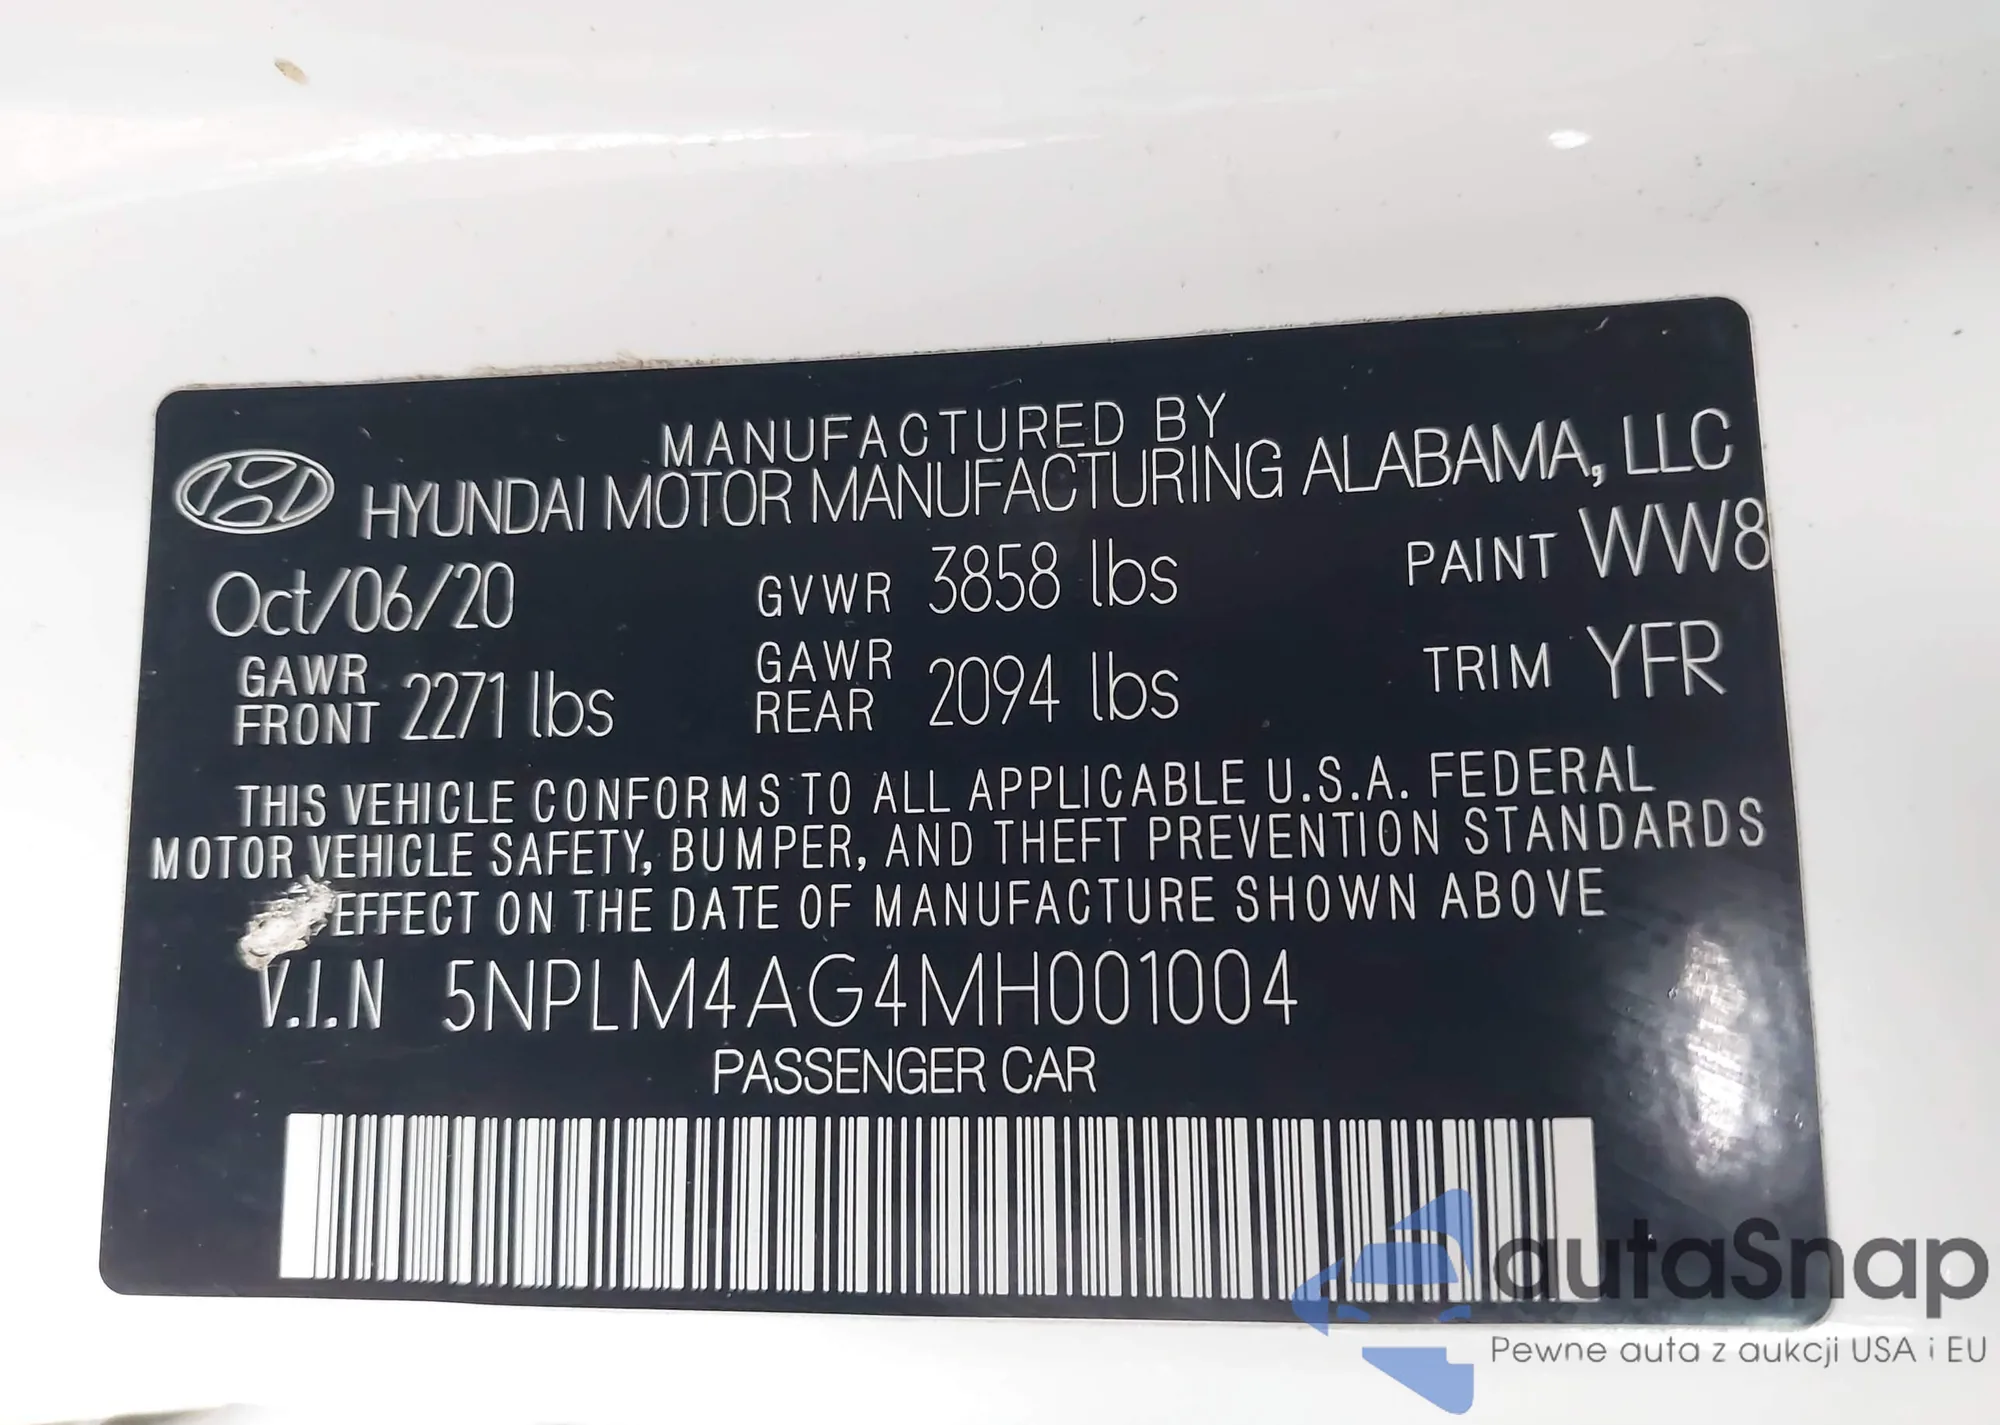 MANUFACTURED BY
HYUNDAI MOTOR MANUFACTURING ALABAMA, LLC
Oct/06/20 GVWR 3858 lbs PAINT WW8
GAWR FRONT 2271 lbs GAWR REAR 2094 lbs TRIM YFR
THIS VEHICLE CONFORMS TO ALL APPLICABLE U.S.A. FEDERAL
MOTOR VEHICLE SAFETY, BUMPER, AND THEFT PREVENTION STANDARDS
EFFECT ON THE DATE OF MANUFACTURE SHOWN ABOVE
V.I.N 5NPLM4AG4MH001004
PASSENGER CAR
autaSnap
Pewne auta z aukcji USA i EU